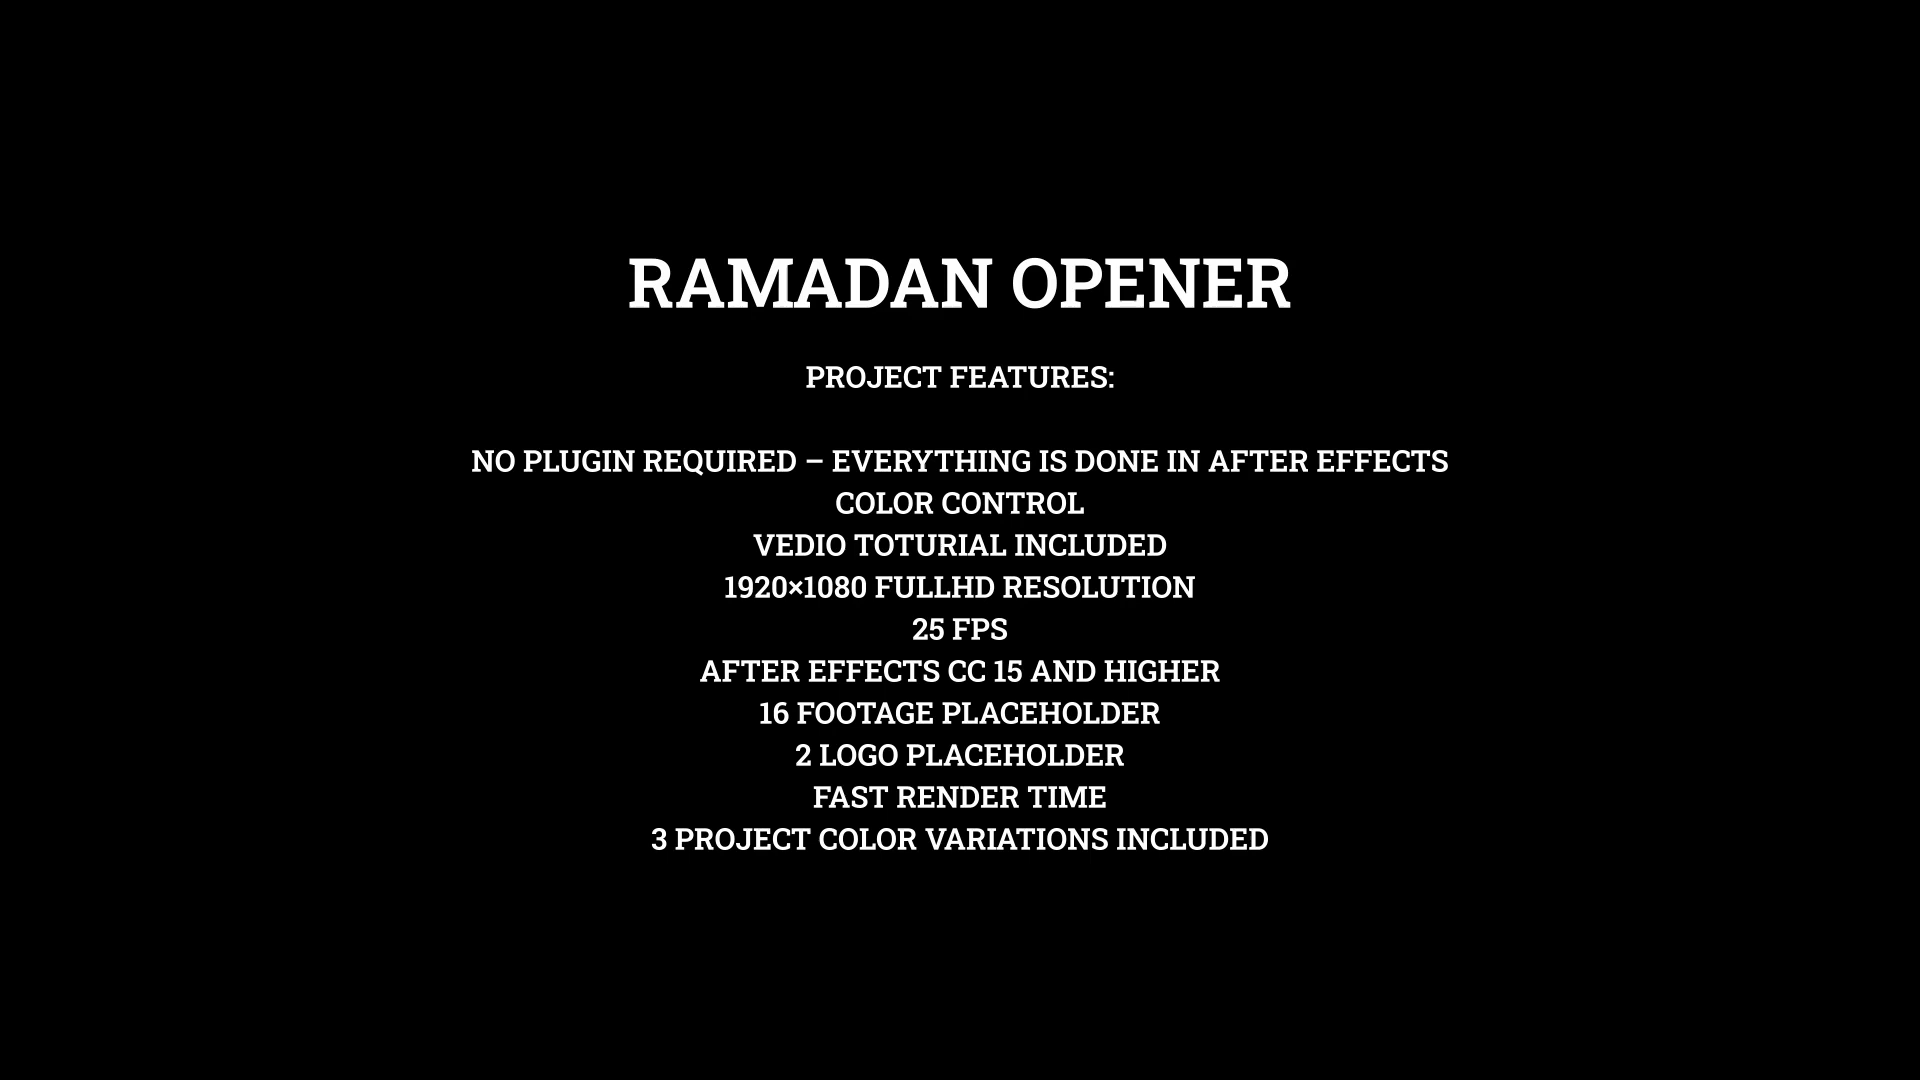 RAMADAN OPENER
PROJECT FEATURES:
NO PLUGIN REQUIRED – EVERYTHING IS DONE IN AFTER EFFECTS
COLOR CONTROL
VEDIO TOTURIAL INCLUDED
1920×1080 FULLHD RESOLUTION
25 FPS
AFTER EFFECTS CC 15 AND HIGHER
16 FOOTAGE PLACEHOLDER
2 LOGO PLACEHOLDER
FAST RENDER TIME
3 PROJECT COLOR VARIATIONS INCLUDED